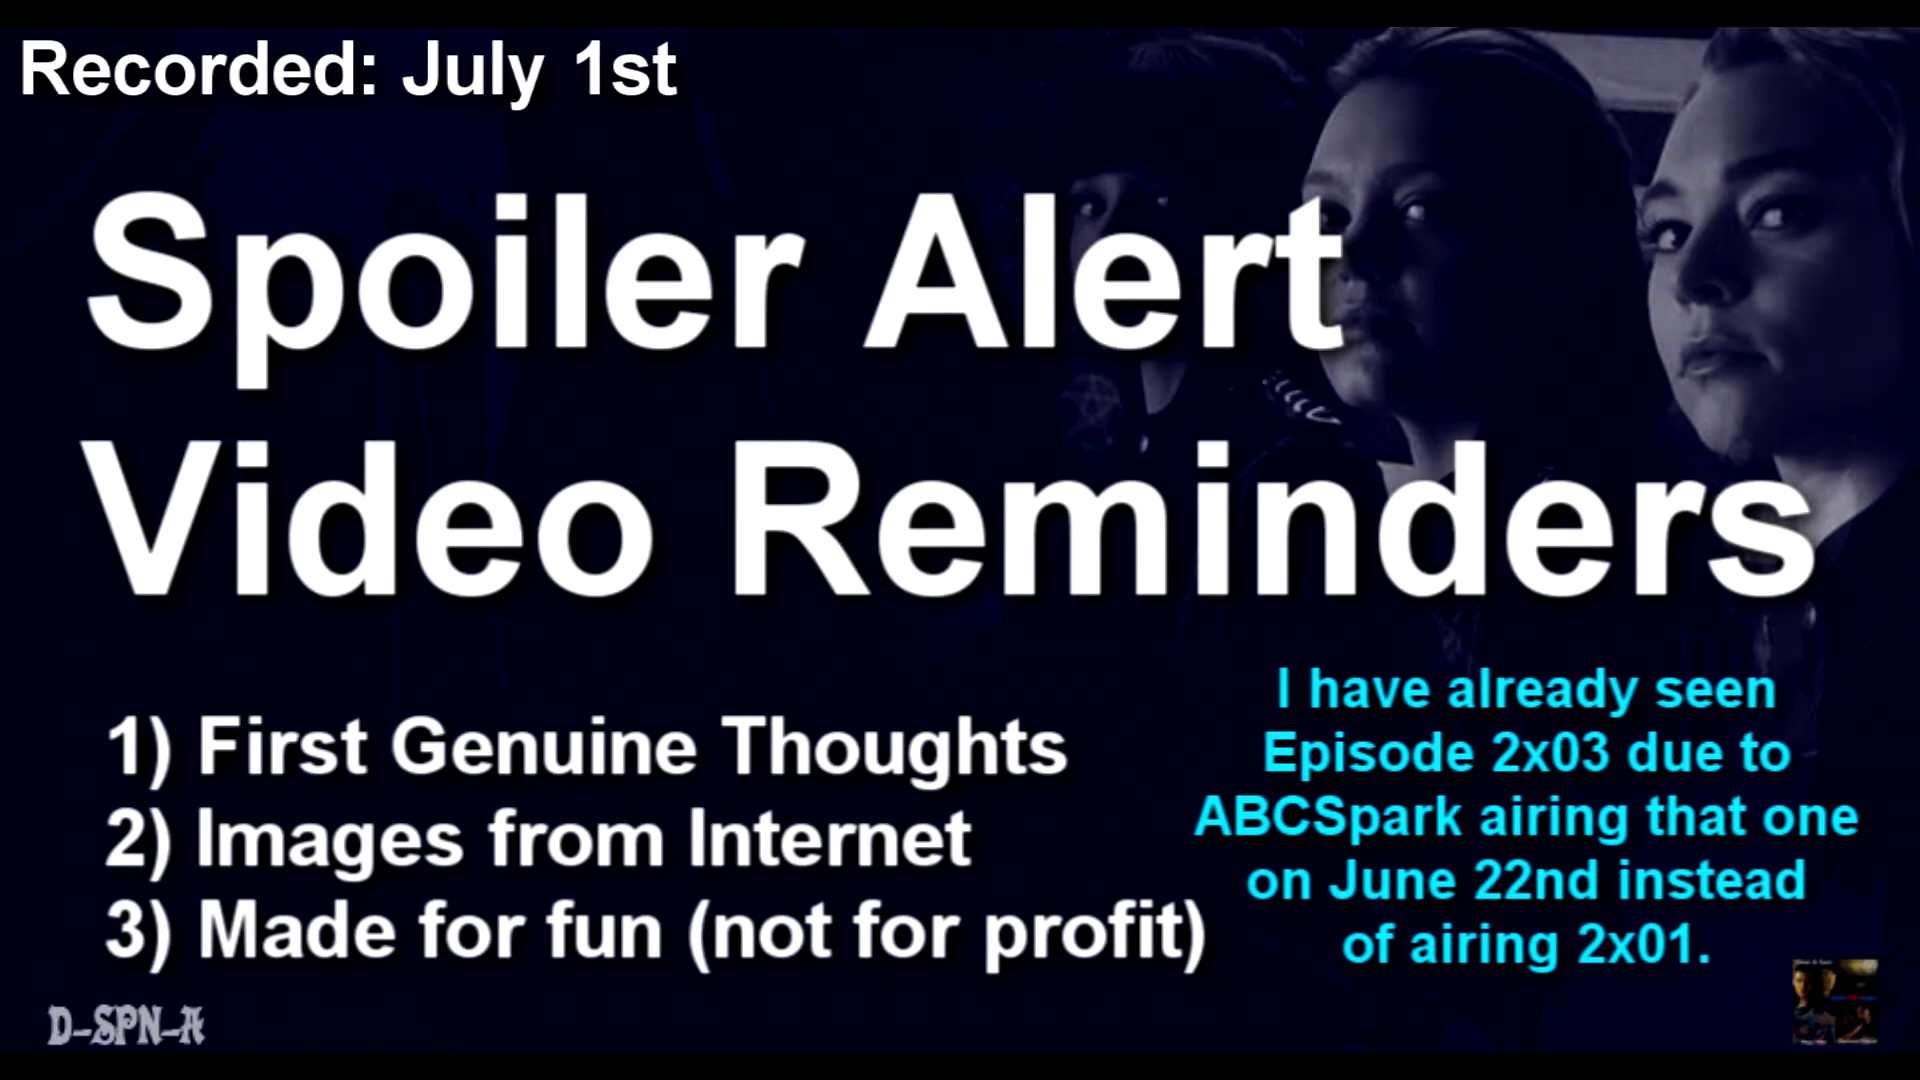 Recorded: July 1st
Spoiler Alert
Video Reminders
1) First Genuine Thoughts
2) Images from Internet
3) Made for fun (not for profit)
I have already seen
Episode 2x03 due to
ABCSpark airing that one
on June 22nd instead
of airing 2x01.
D-SPN-A